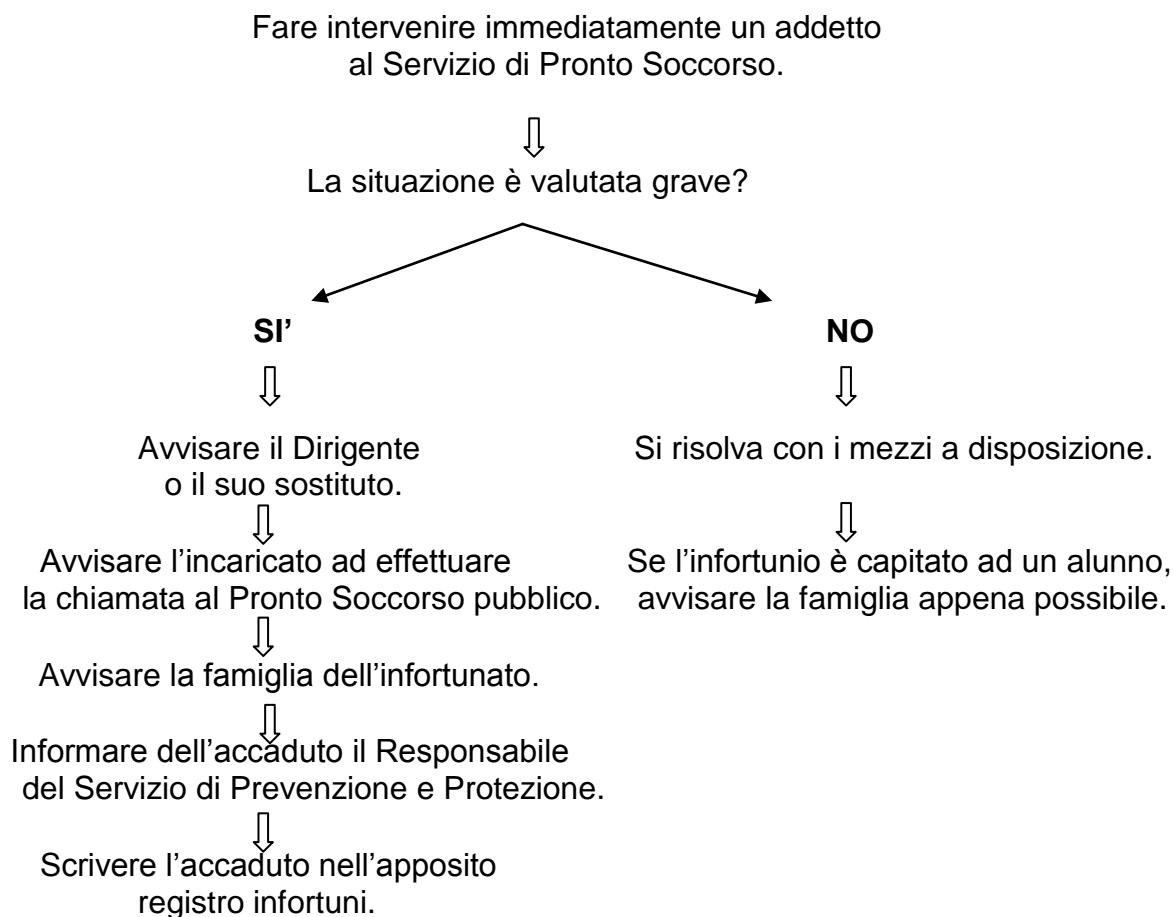 Fare intervenire immediatamente un addetto
al Servizio di Pronto Soccorso.
La situazione è valutata grave?
SI’
Avvisare il Dirigente
o il suo sostituto.
Avvisare l’incaricato ad effettuare
la chiamata al Pronto Soccorso pubblico.
Avvisare la famiglia dell’infortunato.
Informare dell’accaduto il Responsabile
del Servizio di Prevenzione e Protezione.
Scrivere l’accaduto nell’apposito
registro infortuni.
NO
Si risolva con i mezzi a disposizione.
Se l’infortunio è capitato ad un alunno,
avvisare la famiglia appena possibile.